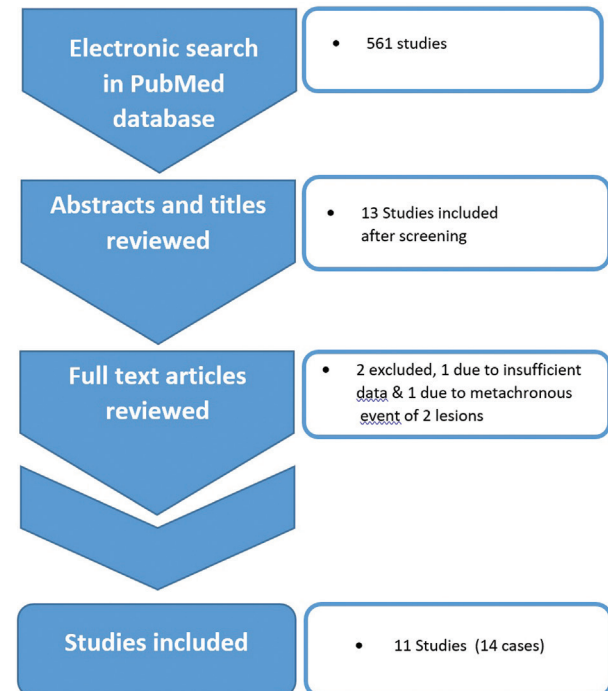 Electronic search
in PubMed
database
• 561 studies
Abstracts and titles
reviewed
• 13 Studies included
after screening
Full text articles
reviewed
• 2 excluded, 1 due to insufficient
data & 1 due to metachronous
event of 2 lesions
Studies included
• 11 Studies (14 cases)